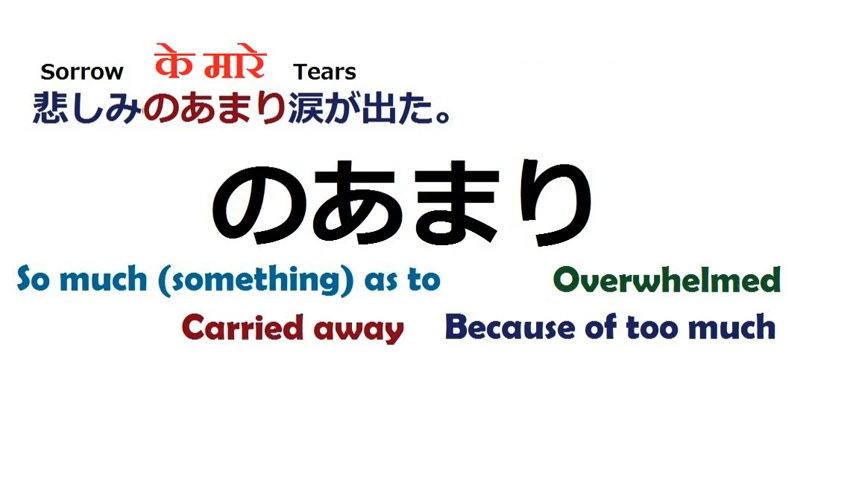 Sorrow के मारे Tears
悲しみのあまり涙が出た。
のあまり
So much (something) as to Overwhelmed
Carried away Because of too much